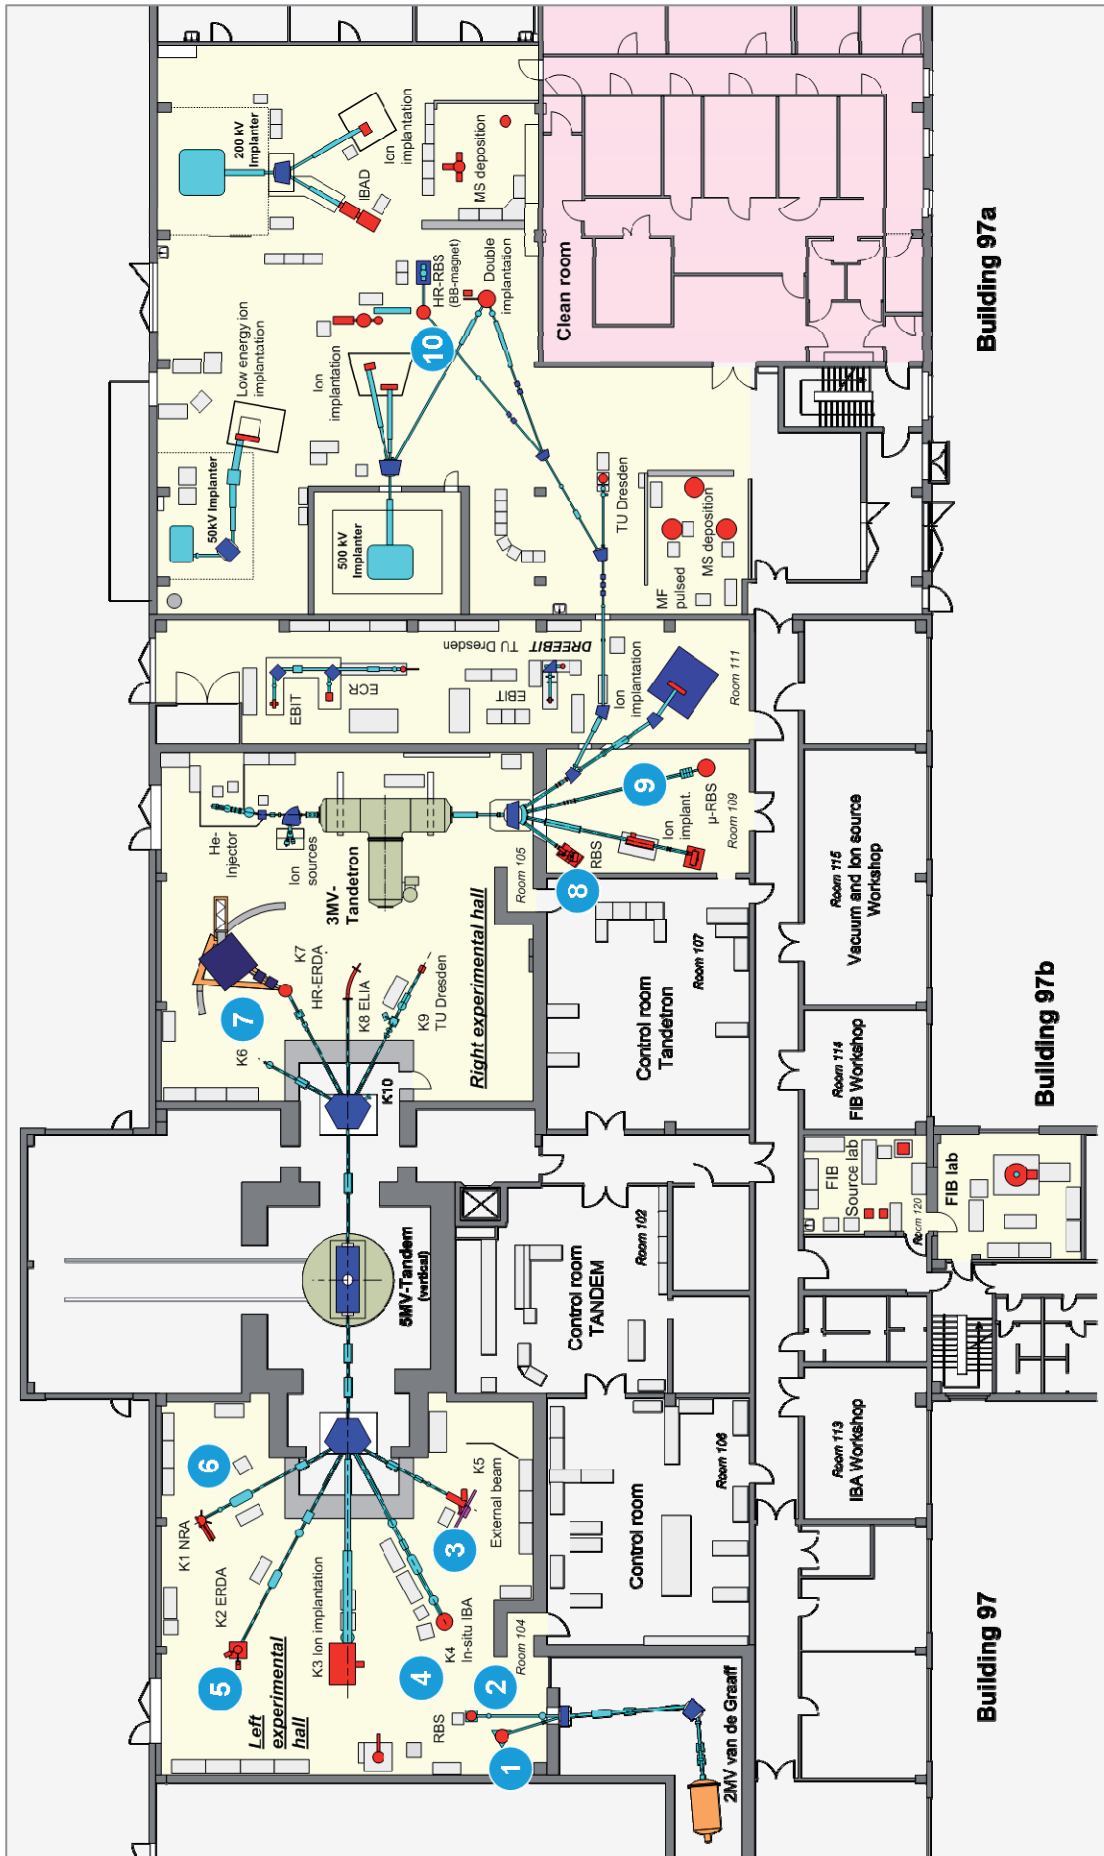 200 kV
Implanter
Icn
implantation
IBAD
MS deposition
HR-RBS
(BB-magnet)
Double
implantation
10
Clean room
Building 97a
Low energy ion
implantation
50kV Implanter
Ion
implantation
500 kV
Implanter
TU Dresden
MF
pulsed
MS deposition
EBIT
ECR
TU Dresden
DREEBIT
EBIT
Ion
implantation
Room 111
He-
Injector
Ion
sources
3MV-
Tandetron
Room 105
RBS
8
Ion
implant.
μ-RBS
9
Room 109
7
K6
K7
HR-ERDA
K8 ELIA
K9
TU Dresden
K10
Right experimental hall
Control room
Tandetron
Room 107
Room 115
Vacuum and Ion source
Workshop
Room 114
FIB Workshop
Building 97b
FIB
Source lab
Room 120
FIB lab
5MV-Tandem
(vertical)
Control room
TANDEM
Room 102
6
K1 NRA
K2 ERDA
5
Left
experimental
hall
K3 Ion implantation
K4
In-situ IBA
4
K5
External beam
3
Room 104
RBS
2
1
Control room
Room 106
Room 113
IBA Workshop
2MV van de Graaff
Building 97